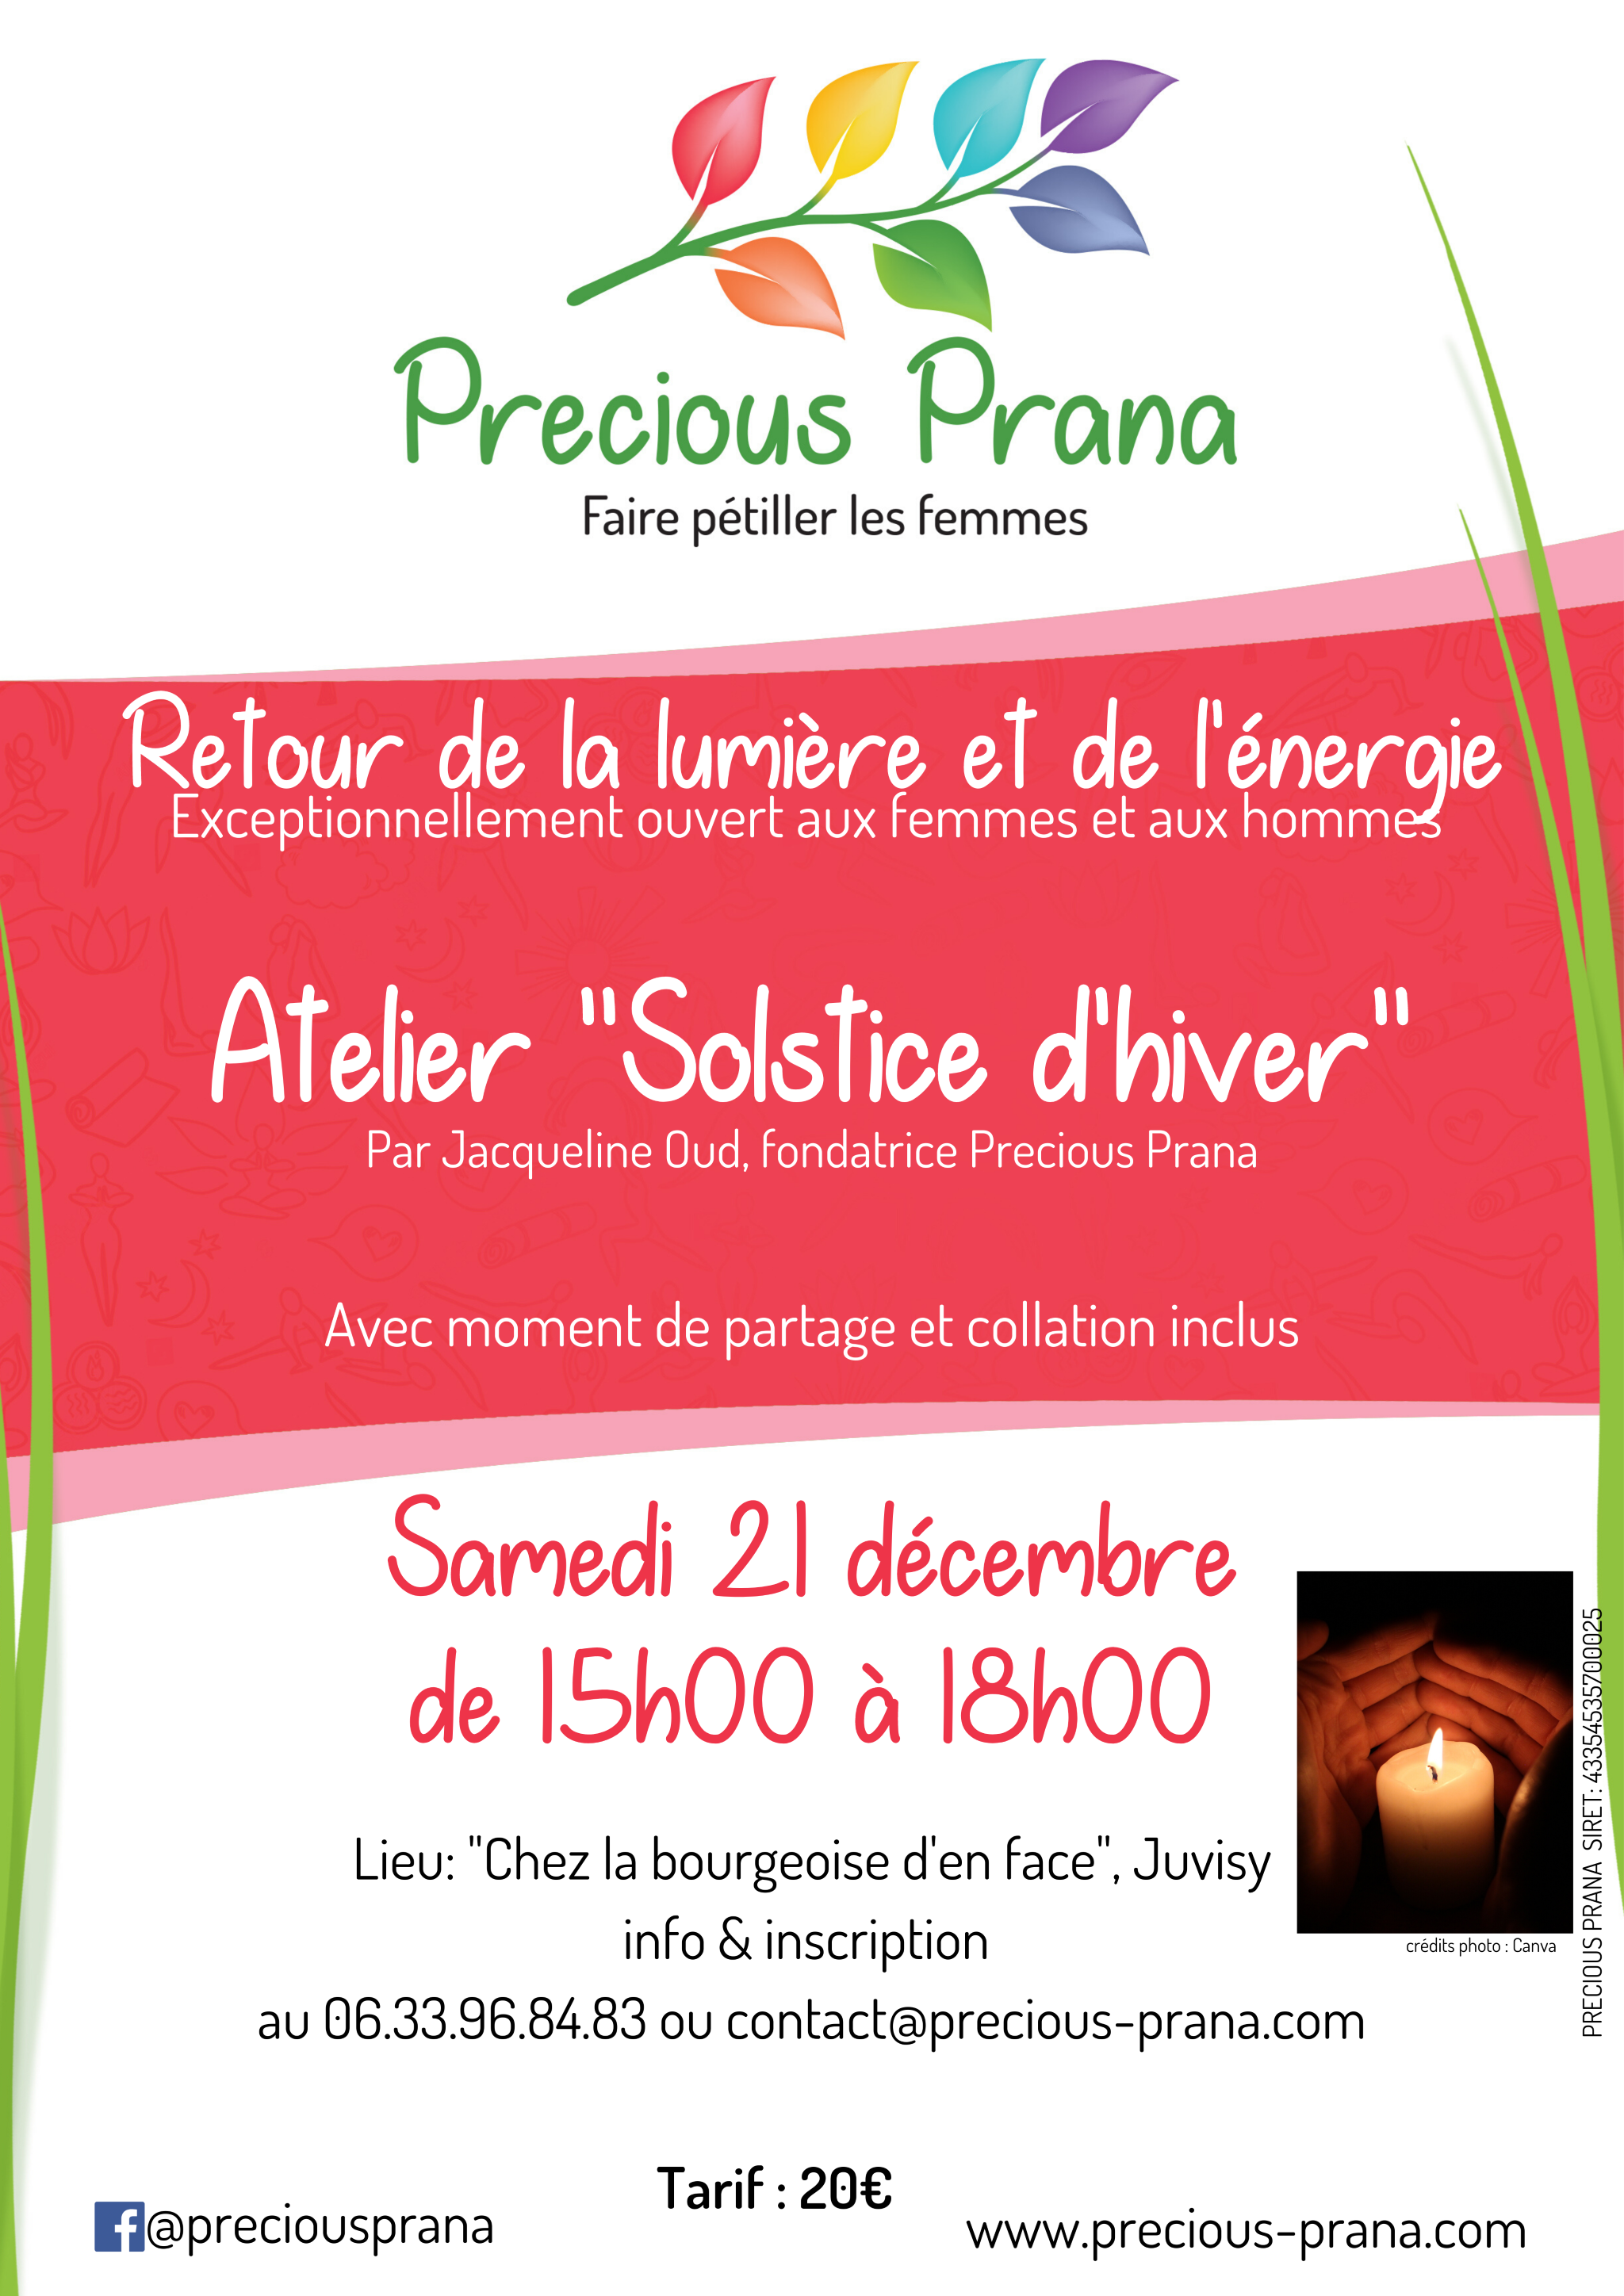 Precious Prana
Faire pétiller les femmes
Retour de la lumière et de l'énergie
Exceptionnellement ouvert aux femmes et aux hommes
Atelier "Solstice d'hiver"
Par Jacqueline Oud, fondatrice Precious Prana
Avec moment de partage et collation inclus
Samedi 21 décembre
de 15h00 à 18h00
Lieu: "Chez la bourgeoise d'en face", Juvisy
info & inscription
au 06.33.96.84.83 ou contact@precious-prana.com
crédits photo : Canva
PRECIOUS PRANA SIRET: 43354535700025
Tarif : 20€
@preciousprana
www.precious-prana.com